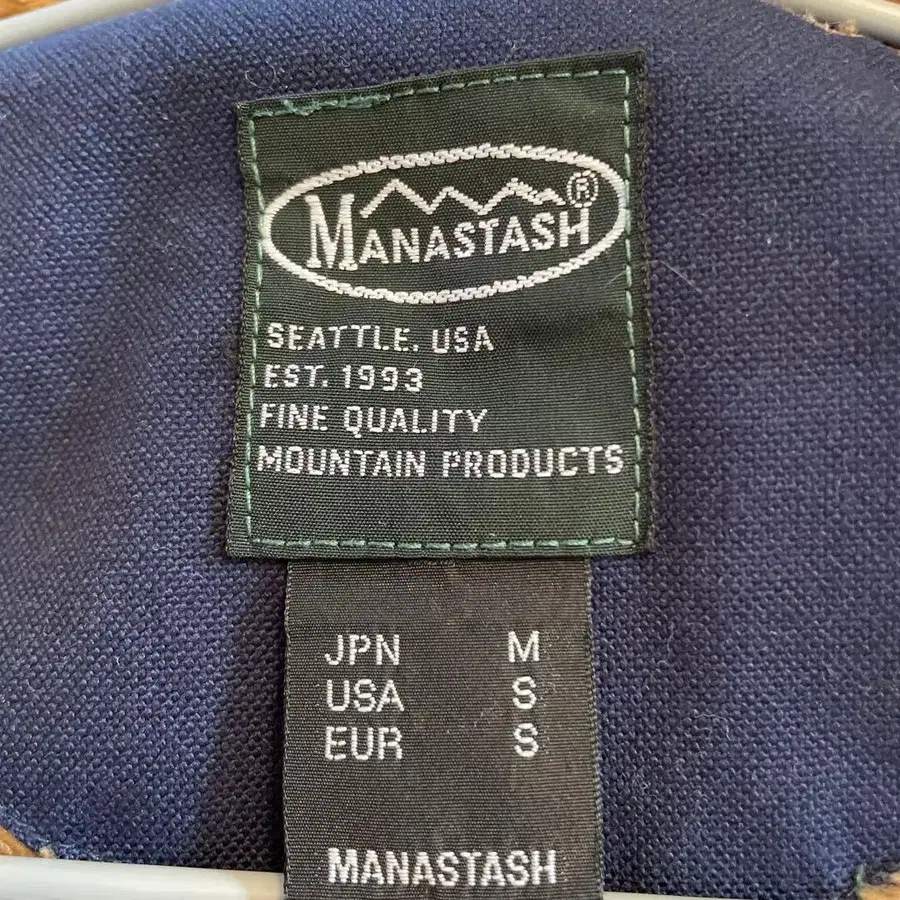 MANASTASH®
SEATTLE, USA
EST. 1993
FINE QUALITY
MOUNTAIN PRODUCTS
JPN M
USA S
EUR S
MANASTASH